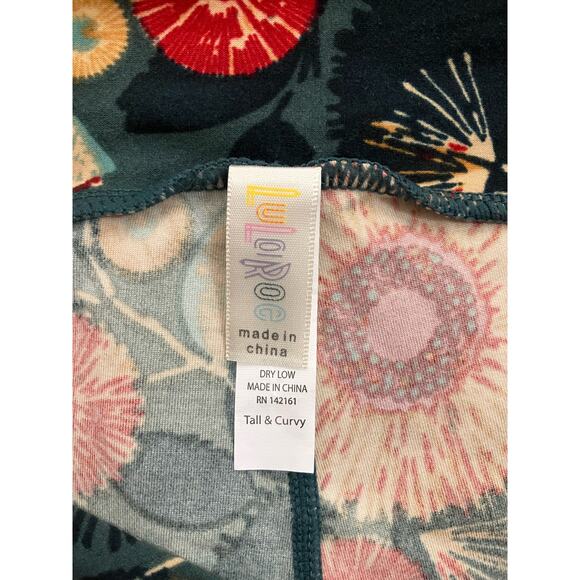 LuLaRoe
made in
china
DRY LOW
MADE IN CHINA
RN 142161
Tall & Curvy